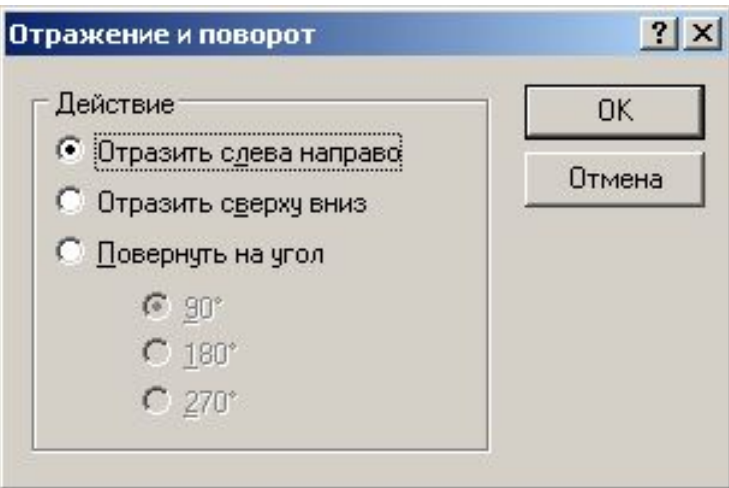 Отражение и поворот
Действие
Отразить слева направо
Отразить сверху вниз
Повернуть на угол
90°
180°
270°
OK
Отмена